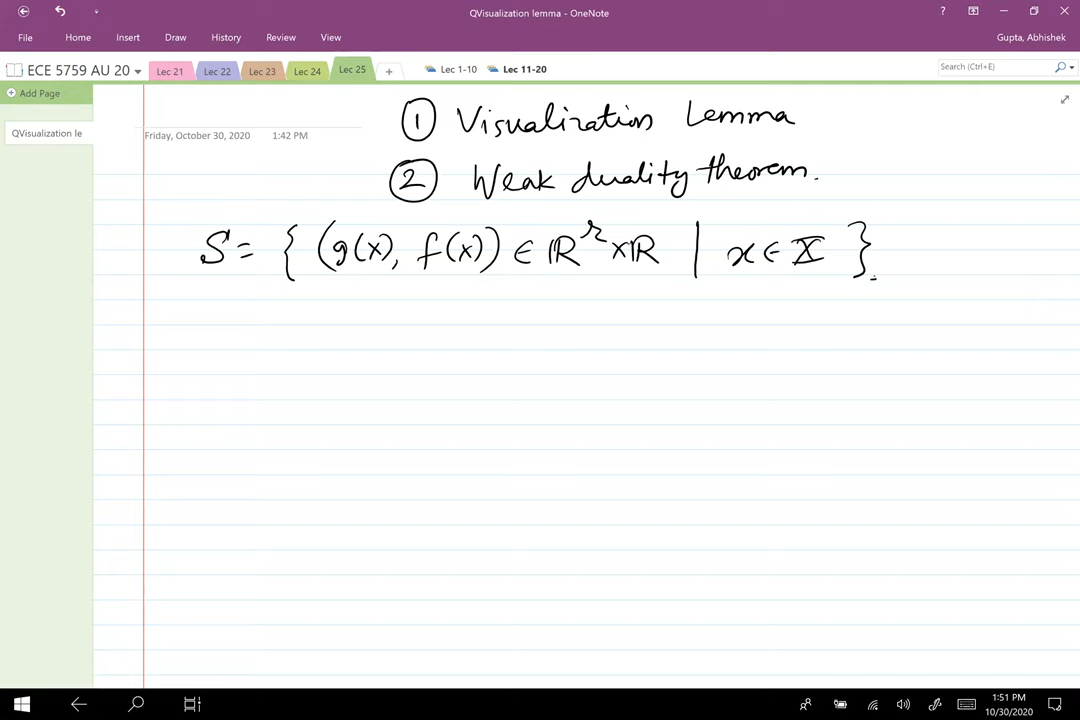 QVisualization lemma - OneNote
?
File Home Insert Draw History Review View Gupta, Abhishek
ECE 5759 AU 20 Lec 21 Lec 22 Lec 23 Lec 24 Lec 25 + Lec 1-10 Lec 11-20 Search (Ctrl+E)
Add Page
QVisualization le
Friday, October 30, 2020 1:42 PM
① Visualization Lemma
② Weak duality theorem.
S = { (g(x), f(x)) ∈ ℝʳ × ℝ | x ∈ 𝕏 }.
1:51 PM
10/30/2020